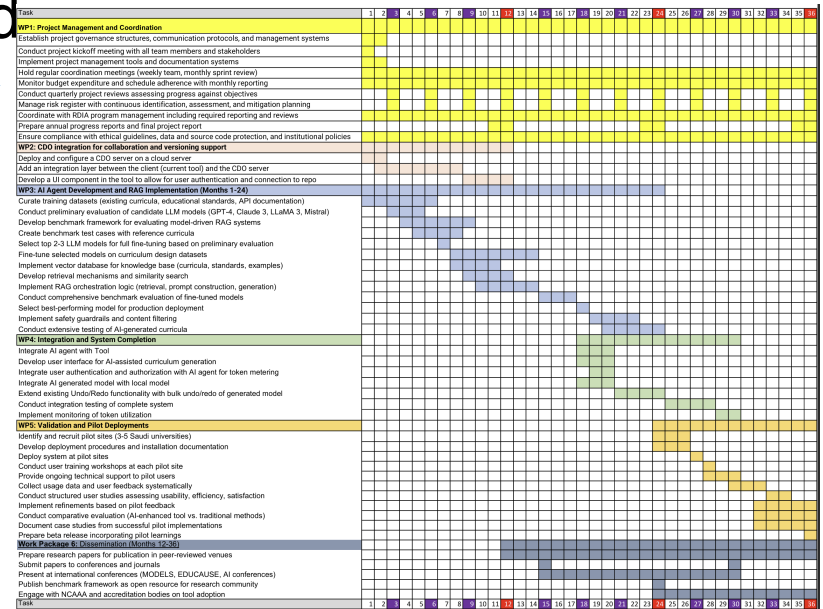 d
Task 1 2 3 4 5 6 7 8 9 10 11 12 13 14 15 16 17 18 19 20 21 22 23 24 25 26 27 28 29 30 31 32 33 34 35 36
WP1: Project Management and Coordination
Establish project governance structures, communication protocols, and management systems
Conduct project kickoff meeting with all team members and stakeholders
Implement project management tools and documentation systems
Hold regular coordination meetings (weekly team, monthly sprint review)
Monitor budget expenditure and schedule adherence with monthly reporting
Conduct quarterly project reviews assessing progress against objectives
Manage risk register with continuous identification, assessment, and mitigation planning
Coordinate with RDIA program management including required reporting and reviews
Prepare annual progress reports and final project report
Ensure compliance with ethical guidelines, data and source code protection, and institutional policies
WP2: CDO integration for collaboration and versioning support
Deploy and configure a CDO server on a cloud server
Add an integration layer between the client (current tool) and the CDO server
Develop a UI component in the tool to allow for user authentication and connection to repo
WP3: AI Agent Development and RAG Implementation (Months 1-24)
Curate training datasets (existing curricula, educational standards, API documentation)
Conduct preliminary evaluation of candidate LLM models (GPT-4, Claude 3, LLaMA 3, Mistral)
Develop benchmark framework for evaluating model-driven RAG systems
Create benchmark test cases with reference curricula
Select top 2-3 LLM models for full fine-tuning based on preliminary evaluation
Fine-tune selected models on curriculum design datasets
Implement vector database for knowledge base (curricula, standards, examples)
Develop retrieval mechanisms and similarity search
Implement RAG orchestration logic (retrieval, prompt construction, generation)
Conduct comprehensive benchmark evaluation of fine-tuned models
Select best-performing model for production deployment
Implement safety guardrails and content filtering
Conduct extensive testing of AI-generated curricula
WP4: Integration and System Completion
Integrate AI agent with Tool
Develop user interface for AI-assisted curriculum generation
Integrate user authentication and authorization with AI agent for token metering
Integrate AI generated model with local model
Extend existing Undo/Redo functionality with bulk undo/redo of generated model
Conduct integration testing of complete system
Implement monitoring of token utilization
WP5: Validation and Pilot Deployments
Identify and recruit pilot sites (3-5 Saudi universities)
Develop deployment procedures and installation documentation
Deploy system at pilot sites
Conduct user training workshops at each pilot site
Provide ongoing technical support to pilot users
Collect usage data and user feedback systematically
Conduct structured user studies assessing usability, efficiency, satisfaction
Implement refinements based on pilot feedback
Conduct comparative evaluation (AI-enhanced tool vs. traditional methods)
Document case studies from successful pilot implementations
Prepare beta release incorporating pilot learnings
Work Package 6: Dissemination (Months 12-36)
Prepare research papers for publication in peer-reviewed venues
Submit papers to conferences and journals
Present at international conferences (MODELS, EDUCAUSE, AI conferences)
Publish benchmark framework as open resource for research community
Engage with NCAAA and accreditation bodies on tool adoption
Task 1 2 3 4 5 6 7 8 9 10 11 12 13 14 15 16 17 18 19 20 21 22 23 24 25 26 27 28 29 30 31 32 33 34 35 36